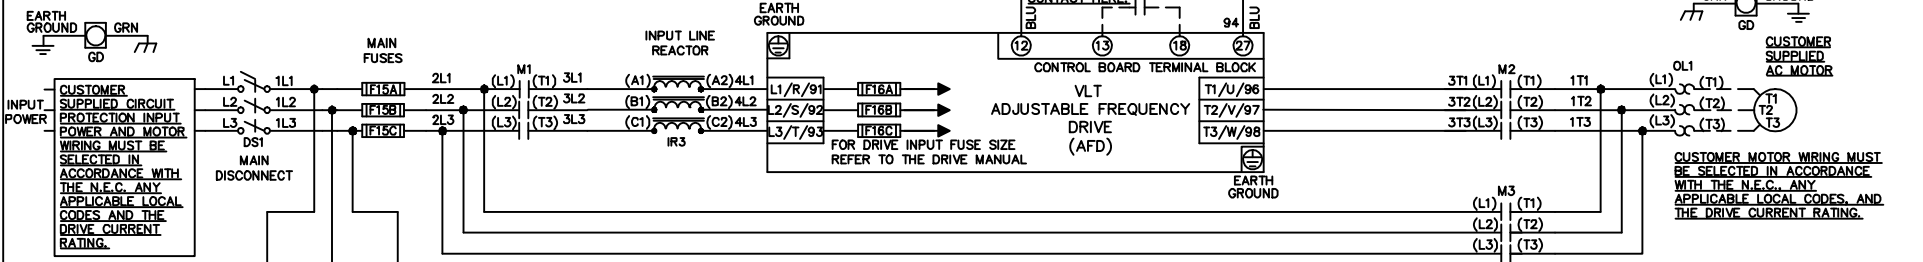 EARTH
GROUND
GRN
GD
INPUT
POWER
CUSTOMER
SUPPLIED CIRCUIT
PROTECTION INPUT
POWER AND MOTOR
WIRING MUST BE
SELECTED IN
ACCORDANCE WITH
THE N.E.C. ANY
APPLICABLE LOCAL
CODES AND THE
DRIVE CURRENT
RATING.
L1 1L1
L2 1L2
L3 1L3
DS1
MAIN
DISCONNECT
MAIN
FUSES
F15A
F15B
F15C
2L1
2L2
2L3
M1
(L1) (T1) 3L1
(L2) (T2) 3L2
(L3) (T3) 3L3
INPUT LINE
REACTOR
(A1) (A2) 4L1
(B1) (B2) 4L2
(C1) (C2) 4L3
IR3
EARTH
GROUND
L1/R/91
L2/S/92
L3/T/93
F16A
F16B
F16C
FOR DRIVE INPUT FUSE SIZE
REFER TO THE DRIVE MANUAL
BLU
94
BLU
12
13
18
27
CONTROL BOARD TERMINAL BLOCK
VLT
ADJUSTABLE FREQUENCY
DRIVE
(AFD)
T1/U/96
T2/V/97
T3/W/98
EARTH
GROUND
M2
3T1 (L1) (T1) 1T1
3T2 (L2) (T2) 1T2
3T3 (L3) (T3) 1T3
M3
(L1) (T1)
(L2) (T2)
(L3) (T3)
GD
CUSTOMER
SUPPLIED
AC MOTOR
OL1
(L1) (T1)
(L2) (T2)
(L3) (T3)
T1
T2
T3
CUSTOMER MOTOR WIRING MUST
BE SELECTED IN ACCORDANCE
WITH THE N.E.C., ANY
APPLICABLE LOCAL CODES, AND
THE DRIVE CURRENT RATING.